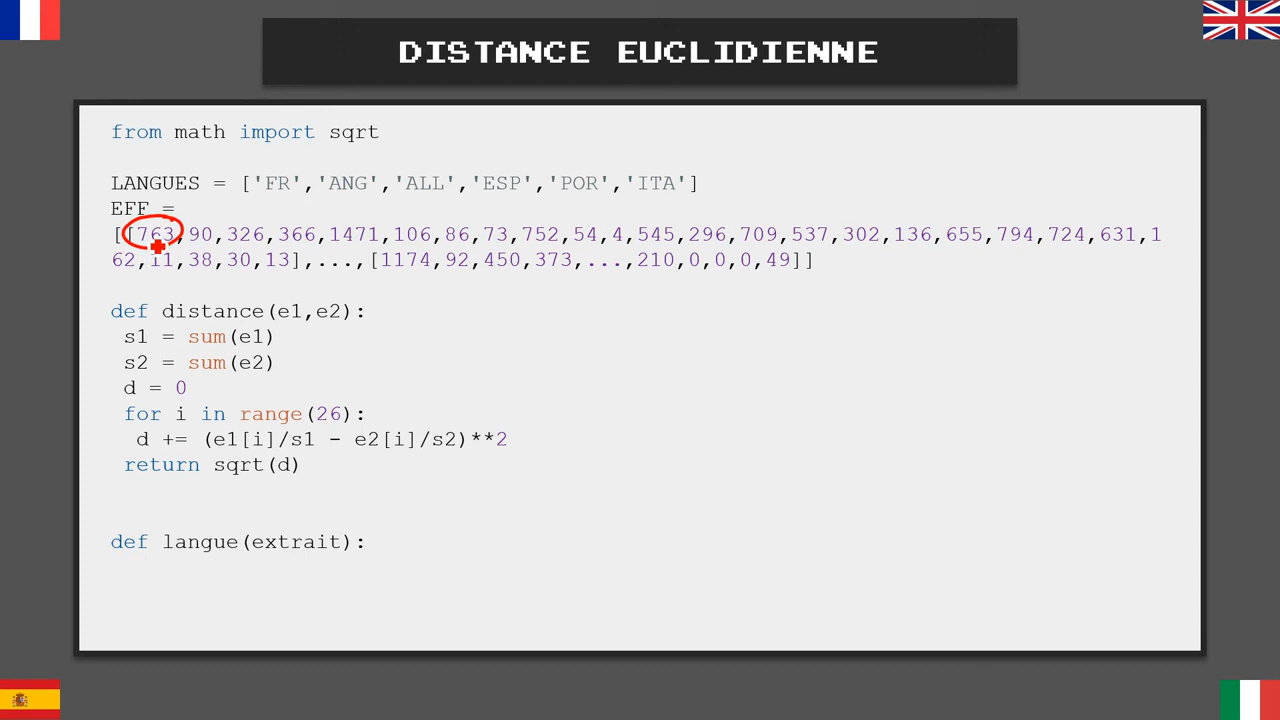 DISTANCE EUCLIDIENNE
from math import sqrt
LANGUES = ['FR','ANG','ALL','ESP','POR','ITA']
EFF =
[[763,90,326,366,1471,106,86,73,752,54,4,545,296,709,537,302,136,655,794,724,631,1
62,11,38,30,13],...,[1174,92,450,373,...,210,0,0,0,49]]
def distance(e1,e2):
s1 = sum(e1)
s2 = sum(e2)
d = 0
for i in range(26):
d += (e1[i]/s1 - e2[i]/s2)**2
return sqrt(d)
def langue(extrait):